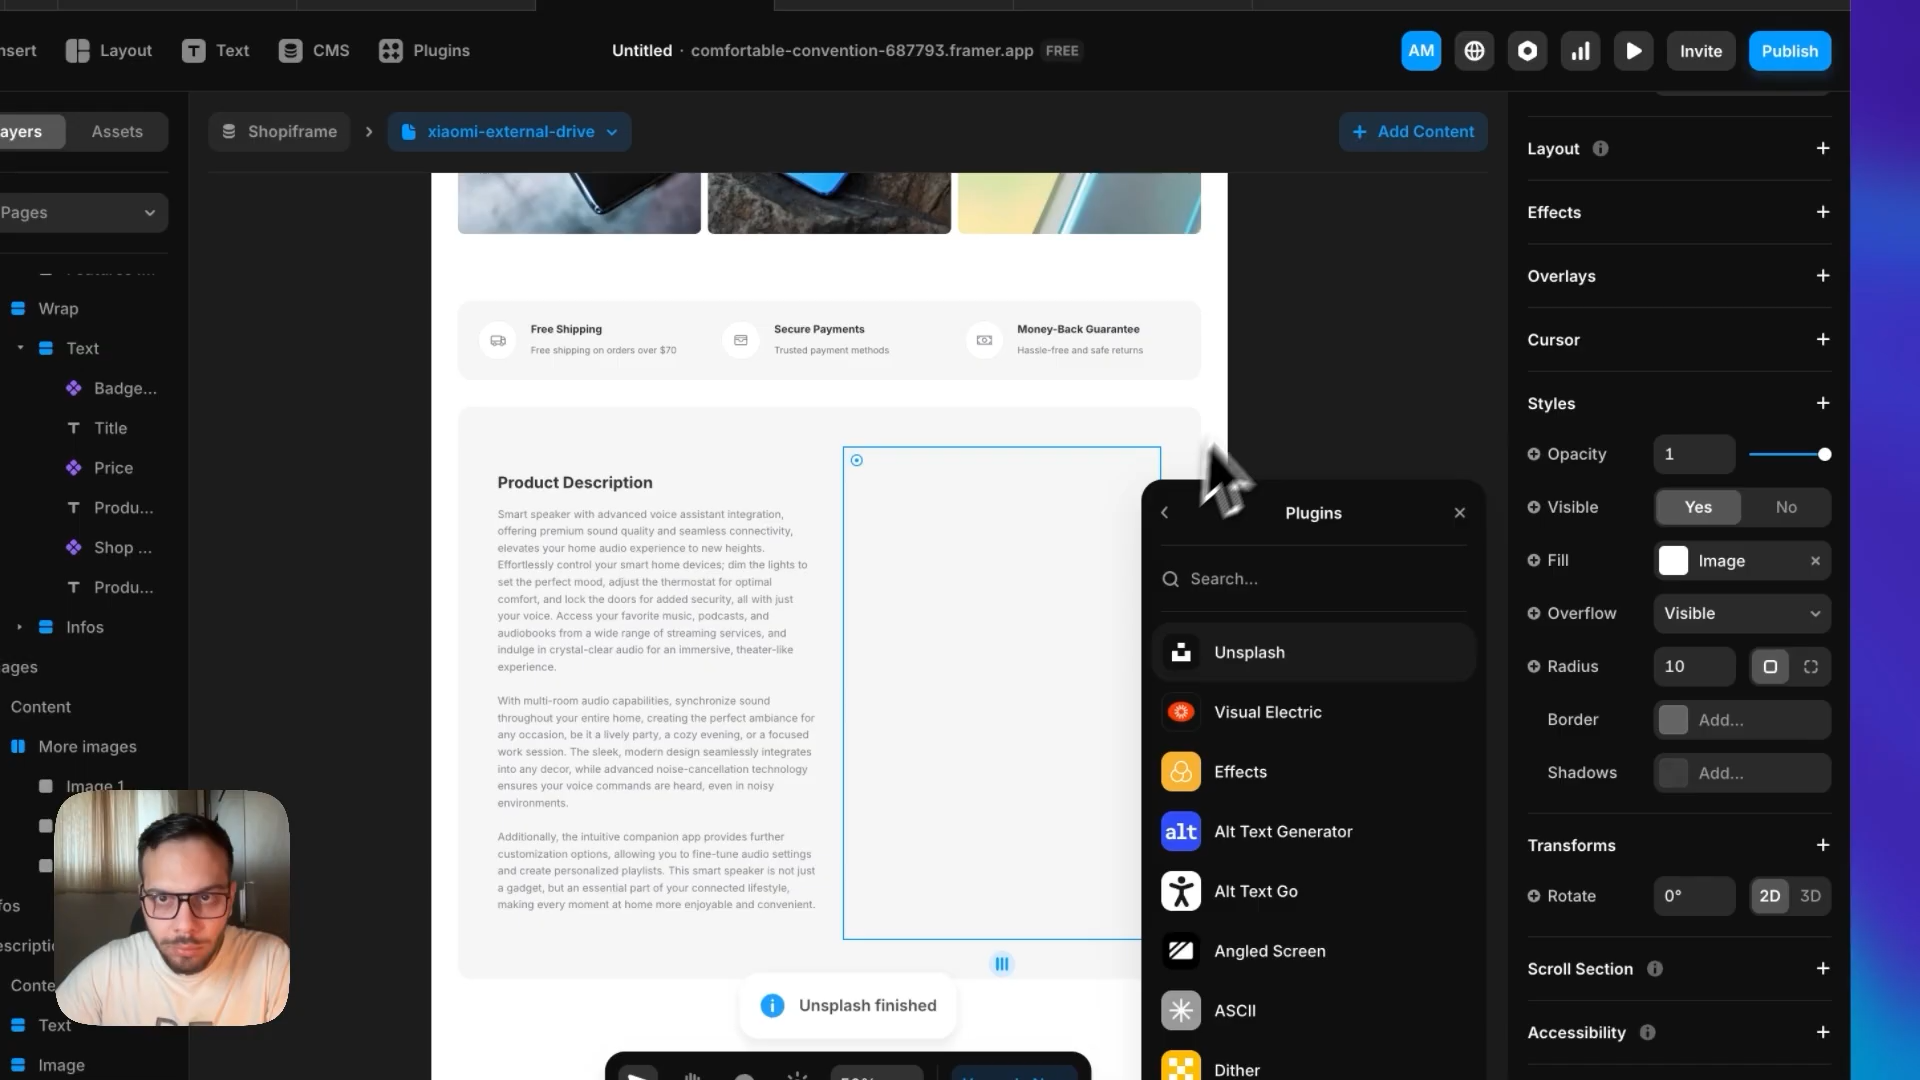 nsert
Layout
Text
CMS
Plugins
Untitled · comfortable-convention-687793.framer.app FREE
AM
Invite
Publish
ayers
Assets
Shopiframe
xiaomi-external-drive
+ Add Content
Pages
Wrap
Text
Badge...
Title
Price
Produ...
Shop ...
Produ...
Infos
ages
Content
More images
Image 1
fos
escriptio
Conte
Text
Image
Free Shipping
Free shipping on orders over $70
Secure Payments
Trusted payment methods
Money-Back Guarantee
Hassle-free and safe returns
Product Description
Smart speaker with advanced voice assistant integration,
offering premium sound quality and seamless connectivity,
elevates your home audio experience to new heights.
Effortlessly control your smart home devices; dim the lights to
set the perfect mood, adjust the thermostat for optimal
comfort, and lock the doors for added security, all with just
your voice. Access your favorite music, podcasts, and
audiobooks from a wide range of streaming services, and
indulge in crystal-clear audio for an immersive, theater-like
experience.
With multi-room audio capabilities, synchronize sound
throughout your entire home, creating the perfect ambiance for
any occasion, be it a lively party, a cozy evening, or a focused
work session. The sleek, modern design seamlessly integrates
into any decor, while advanced noise-cancellation technology
ensures your voice commands are heard, even in noisy
environments.
Additionally, the intuitive companion app provides further
customization options, allowing you to fine-tune audio settings
and create personalized playlists. This smart speaker is not just
a gadget, but an essential part of your connected lifestyle,
making every moment at home more enjoyable and convenient.
Unsplash finished
Plugins
Search...
Unsplash
Visual Electric
Effects
alt Alt Text Generator
Alt Text Go
Angled Screen
ASCII
Dither
Layout
Effects
Overlays
Cursor
Styles
Opacity 1
Visible Yes No
Fill Image
Overflow Visible
Radius 10
Border Add...
Shadows Add...
Transforms
Rotate 0° 2D 3D
Scroll Section
Accessibility